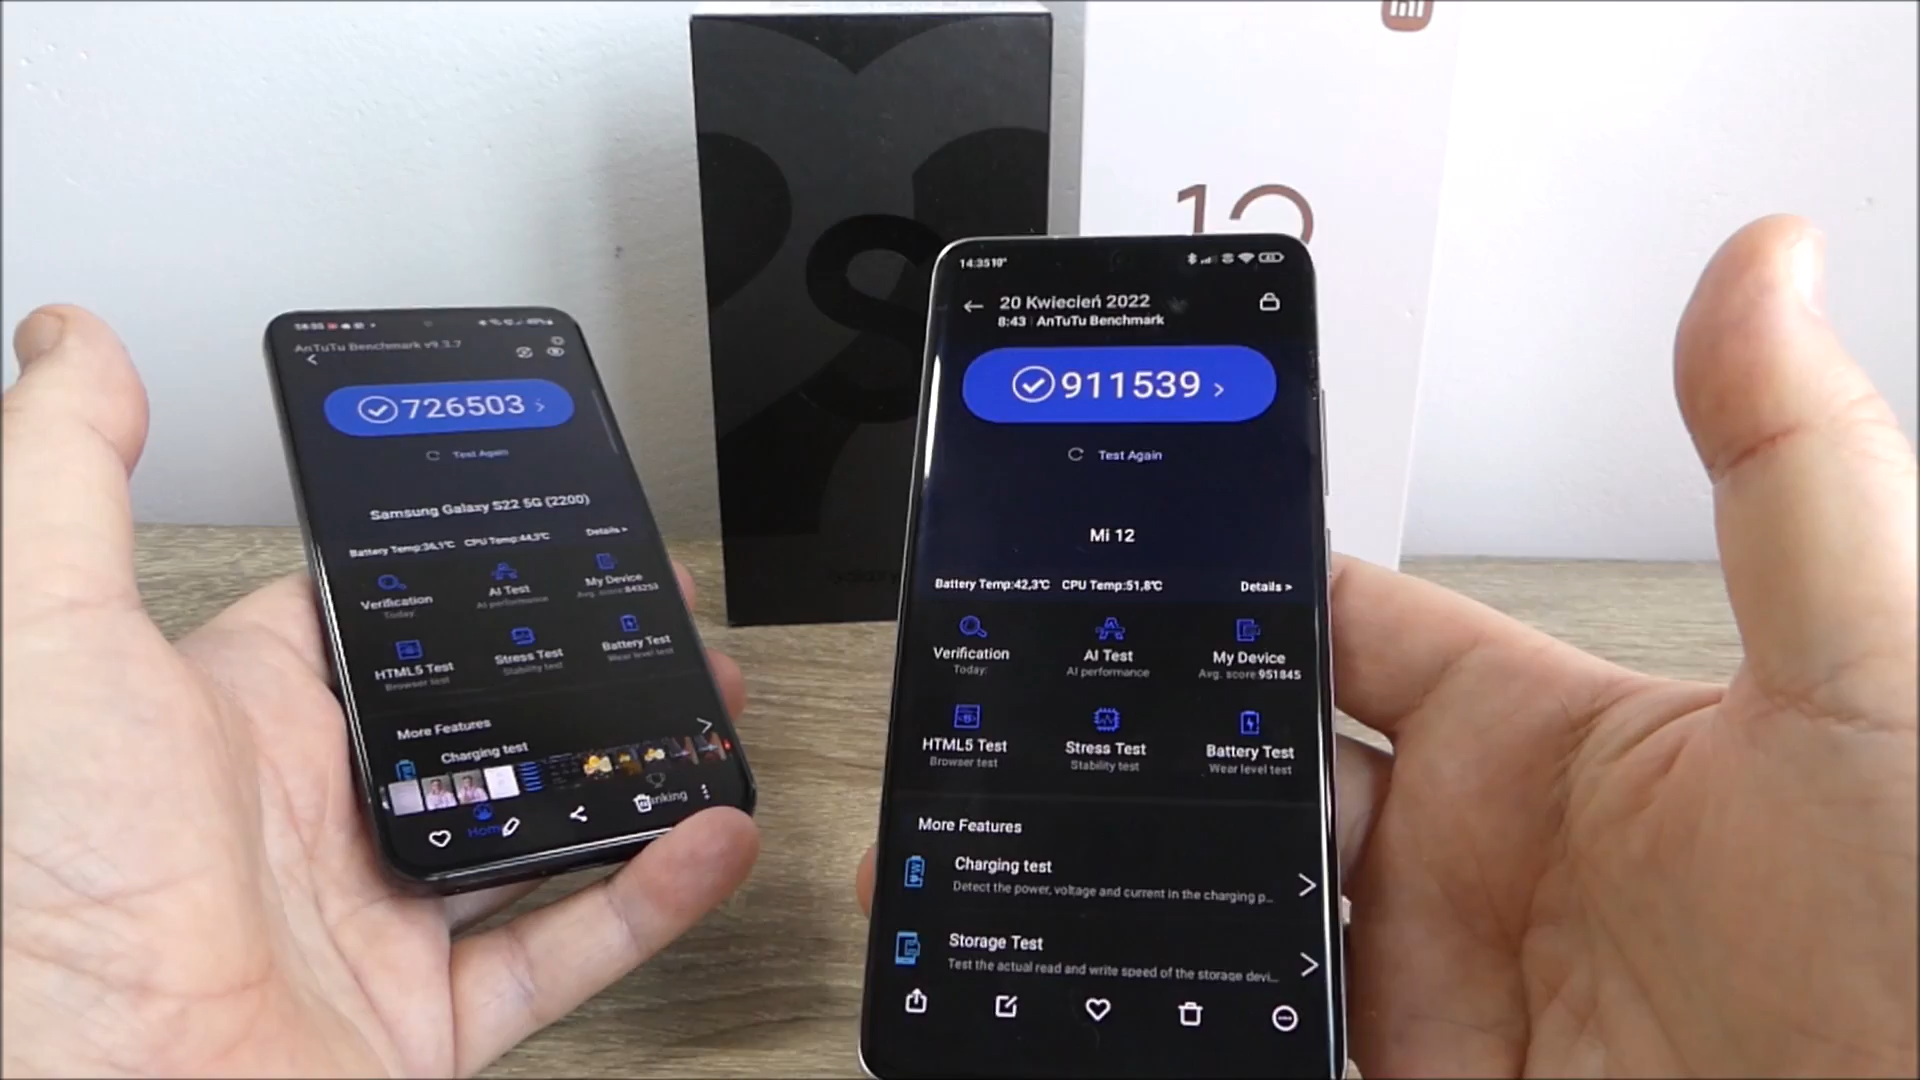 AnTuTu Benchmark v9.3.7
726503
Test Again
Samsung Galaxy S22 5G (2200)
Battery Temp:36,1°C CPU Temp:44,3°C Details >
Verification
Today:
AI Test
AI performance
My Device
Avg. score:843253
HTML5 Test
Browser test
Stress Test
Stability test
Battery Test
Wear level test
More Features
Charging test
Home
S
12
14:35
20 Kwiecień 2022
8:43 AnTuTu Benchmark
911539
Test Again
Mi 12
Battery Temp:42,3°C CPU Temp:51,8°C Details >
Verification
Today:
AI Test
AI performance
My Device
Avg. score:951845
HTML5 Test
Browser test
Stress Test
Stability test
Battery Test
Wear level test
More Features
Charging test
Detect the power, voltage and current in the charging p...
Storage Test
Test the actual read and write speed of the storage devi...